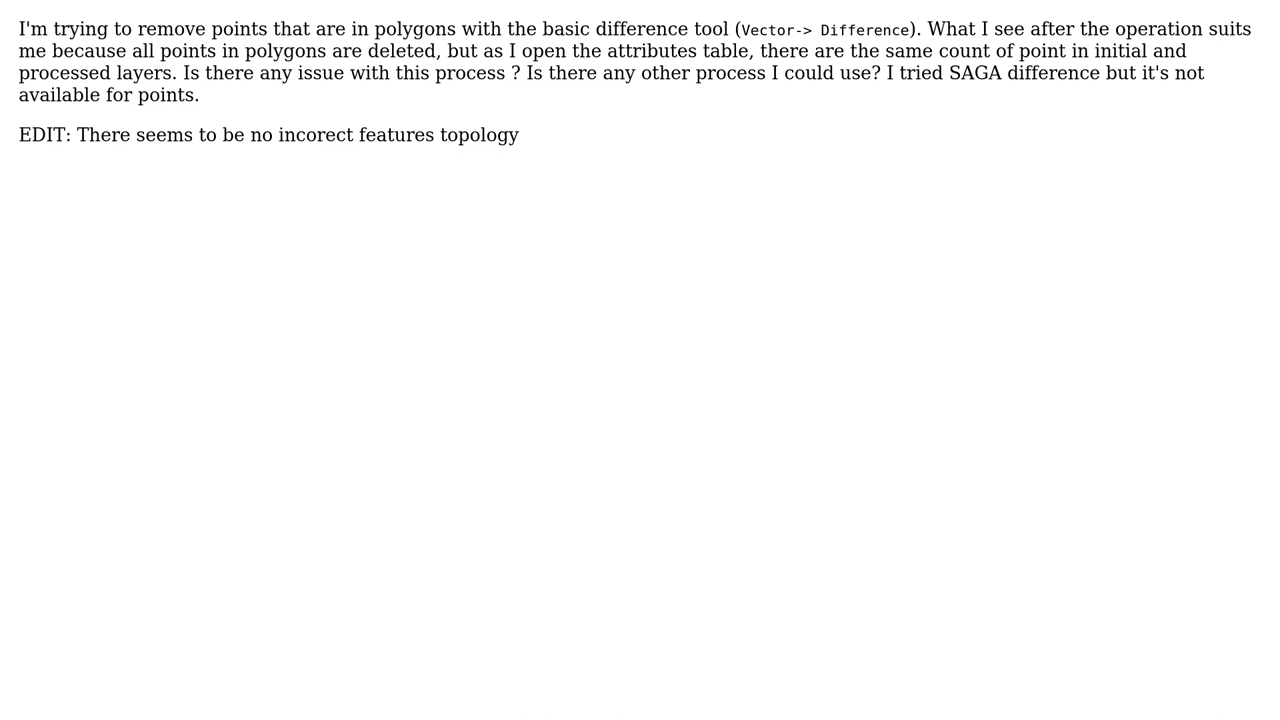 I'm trying to remove points that are in polygons with the basic difference tool (Vector-> Difference). What I see after the operation suits
me because all points in polygons are deleted, but as I open the attributes table, there are the same count of point in initial and
processed layers. Is there any issue with this process ? Is there any other process I could use? I tried SAGA difference but it's not
available for points.
EDIT: There seems to be no incorect features topology